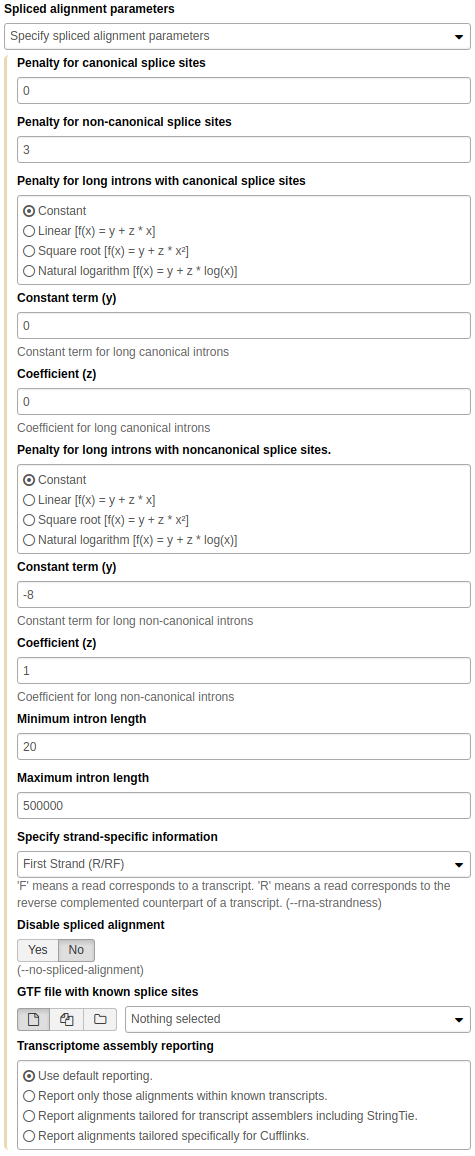 Spliced alignment parameters
Specify spliced alignment parameters
Penalty for canonical splice sites
0
Penalty for non-canonical splice sites
3
Penalty for long introns with canonical splice sites
Constant
Linear [f(x) = y + z * x]
Square root [f(x) = y + z * x²]
Natural logarithm [f(x) = y + z * log(x)]
Constant term (y)
0
Constant term for long canonical introns
Coefficient (z)
0
Coefficient for long canonical introns
Penalty for long introns with noncanonical splice sites.
Constant
Linear [f(x) = y + z * x]
Square root [f(x) = y + z * x²]
Natural logarithm [f(x) = y + z * log(x)]
Constant term (y)
-8
Constant term for long non-canonical introns
Coefficient (z)
1
Coefficient for long non-canonical introns
Minimum intron length
20
Maximum intron length
500000
Specify strand-specific information
First Strand (R/RF)
'F' means a read corresponds to a transcript. 'R' means a read corresponds to the
reverse complemented counterpart of a transcript. (--rna-strandness)
Disable spliced alignment
Yes No
(--no-spliced-alignment)
GTF file with known splice sites
Nothing selected
Transcriptome assembly reporting
Use default reporting.
Report only those alignments within known transcripts.
Report alignments tailored for transcript assemblers including StringTie.
Report alignments tailored specifically for Cufflinks.